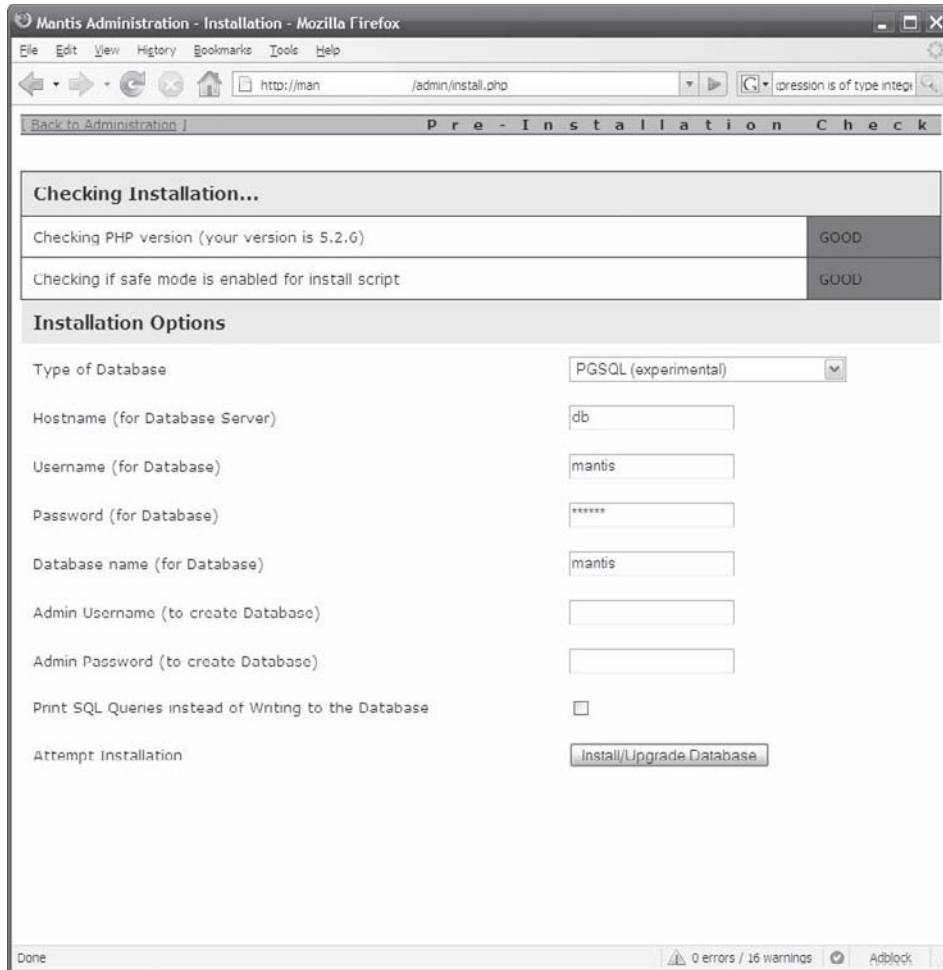 Mantis Administration - Installation - Mozilla Firefox
File Edit View History Bookmarks Tools Help
http://man /admin/install.php
G pression is of type integ
[ Back to Administration ] Pre-Installation Check
Checking Installation...
Checking PHP version (your version is 5.2.6) GOOD
Checking if safe mode is enabled for install script GOOD
Installation Options
Type of Database PGSQL (experimental)
Hostname (for Database Server) db
Username (for Database) mantis
Password (for Database) ******
Database name (for Database) mantis
Admin Username (to create Database)
Admin Password (to create Database)
Print SQL Queries instead of Writing to the Database
Attempt Installation Install/Upgrade Database
Done 0 errors / 16 warnings Adblock